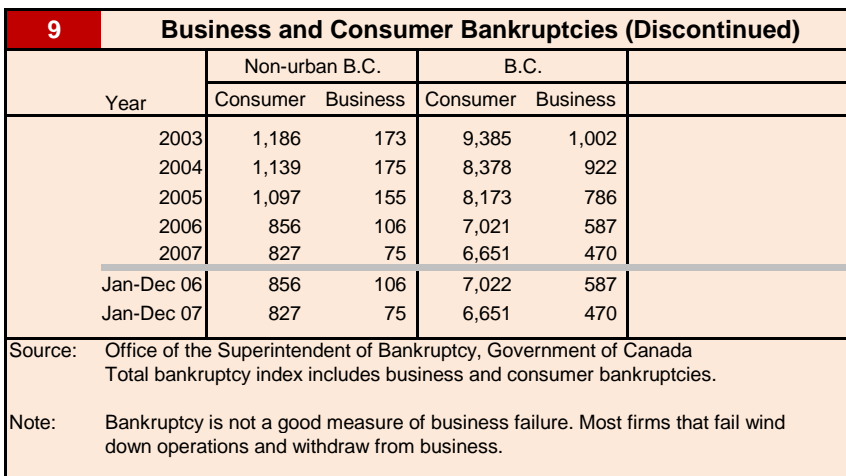 9 Business and Consumer Bankruptcies (Discontinued)
Non-urban B.C. B.C.
Year Consumer Business Consumer Business
2003 1,186 173 9,385 1,002
2004 1,139 175 8,378 922
2005 1,097 155 8,173 786
2006 856 106 7,021 587
2007 827 75 6,651 470
Jan-Dec 06 856 106 7,022 587
Jan-Dec 07 827 75 6,651 470
Source: Office of the Superintendent of Bankruptcy, Government of Canada
Total bankruptcy index includes business and consumer bankruptcies.
Note: Bankruptcy is not a good measure of business failure. Most firms that fail wind
down operations and withdraw from business.